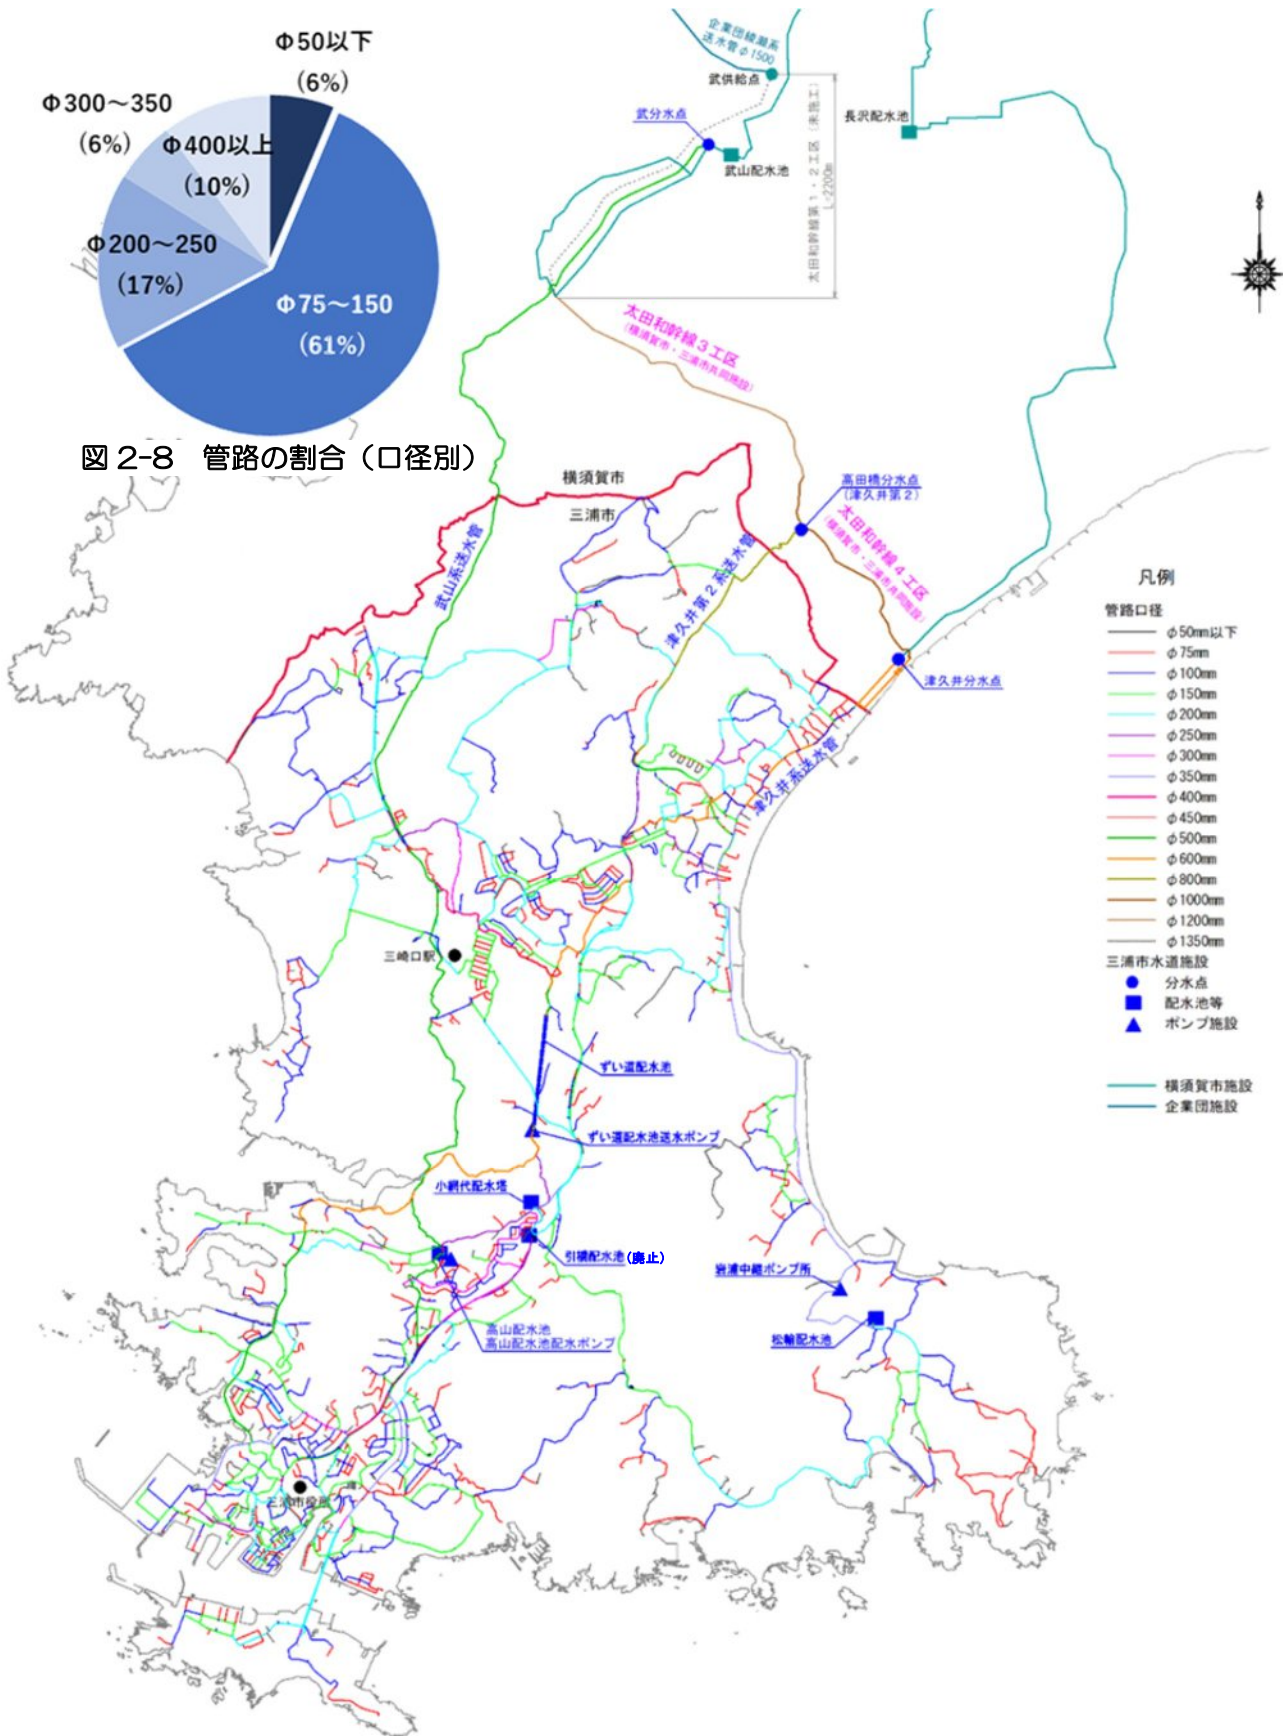 Φ50以下
(6%)
Φ300～350
(6%)
Φ400以上
(10%)
Φ200～250
(17%)
Φ75～150
(61%)
図 2-8　管路の割合（口径別）
企業団綾瀬系
送水管φ1500
武供給点
武分水点
武山配水池
長沢配水池
太田和幹線第1・2工区（未施工）
L=2200m
太田和幹線3工区
(横須賀市・三浦市共同施設)
横須賀市
三浦市
高田橋分水点
(津久井第2)
太田和幹線4工区
(横須賀市・三浦市共同施設)
武山系送水管
津久井第2系送水管
津久井分水点
津久井系送水管
三崎口駅
ずい道配水池
ずい道配水池送水ポンプ
小網代配水塔
引橋配水池(廃止)
岩浦中継ポンプ所
松輪配水池
高山配水池
高山配水池配水ポンプ
三浦市役所
凡例
管路口径
φ50mm以下
φ75mm
φ100mm
φ150mm
φ200mm
φ250mm
φ300mm
φ350mm
φ400mm
φ450mm
φ500mm
φ600mm
φ800mm
φ1000mm
φ1200mm
φ1350mm
三浦市水道施設
分水点
配水池等
ポンプ施設
横須賀市施設
企業団施設